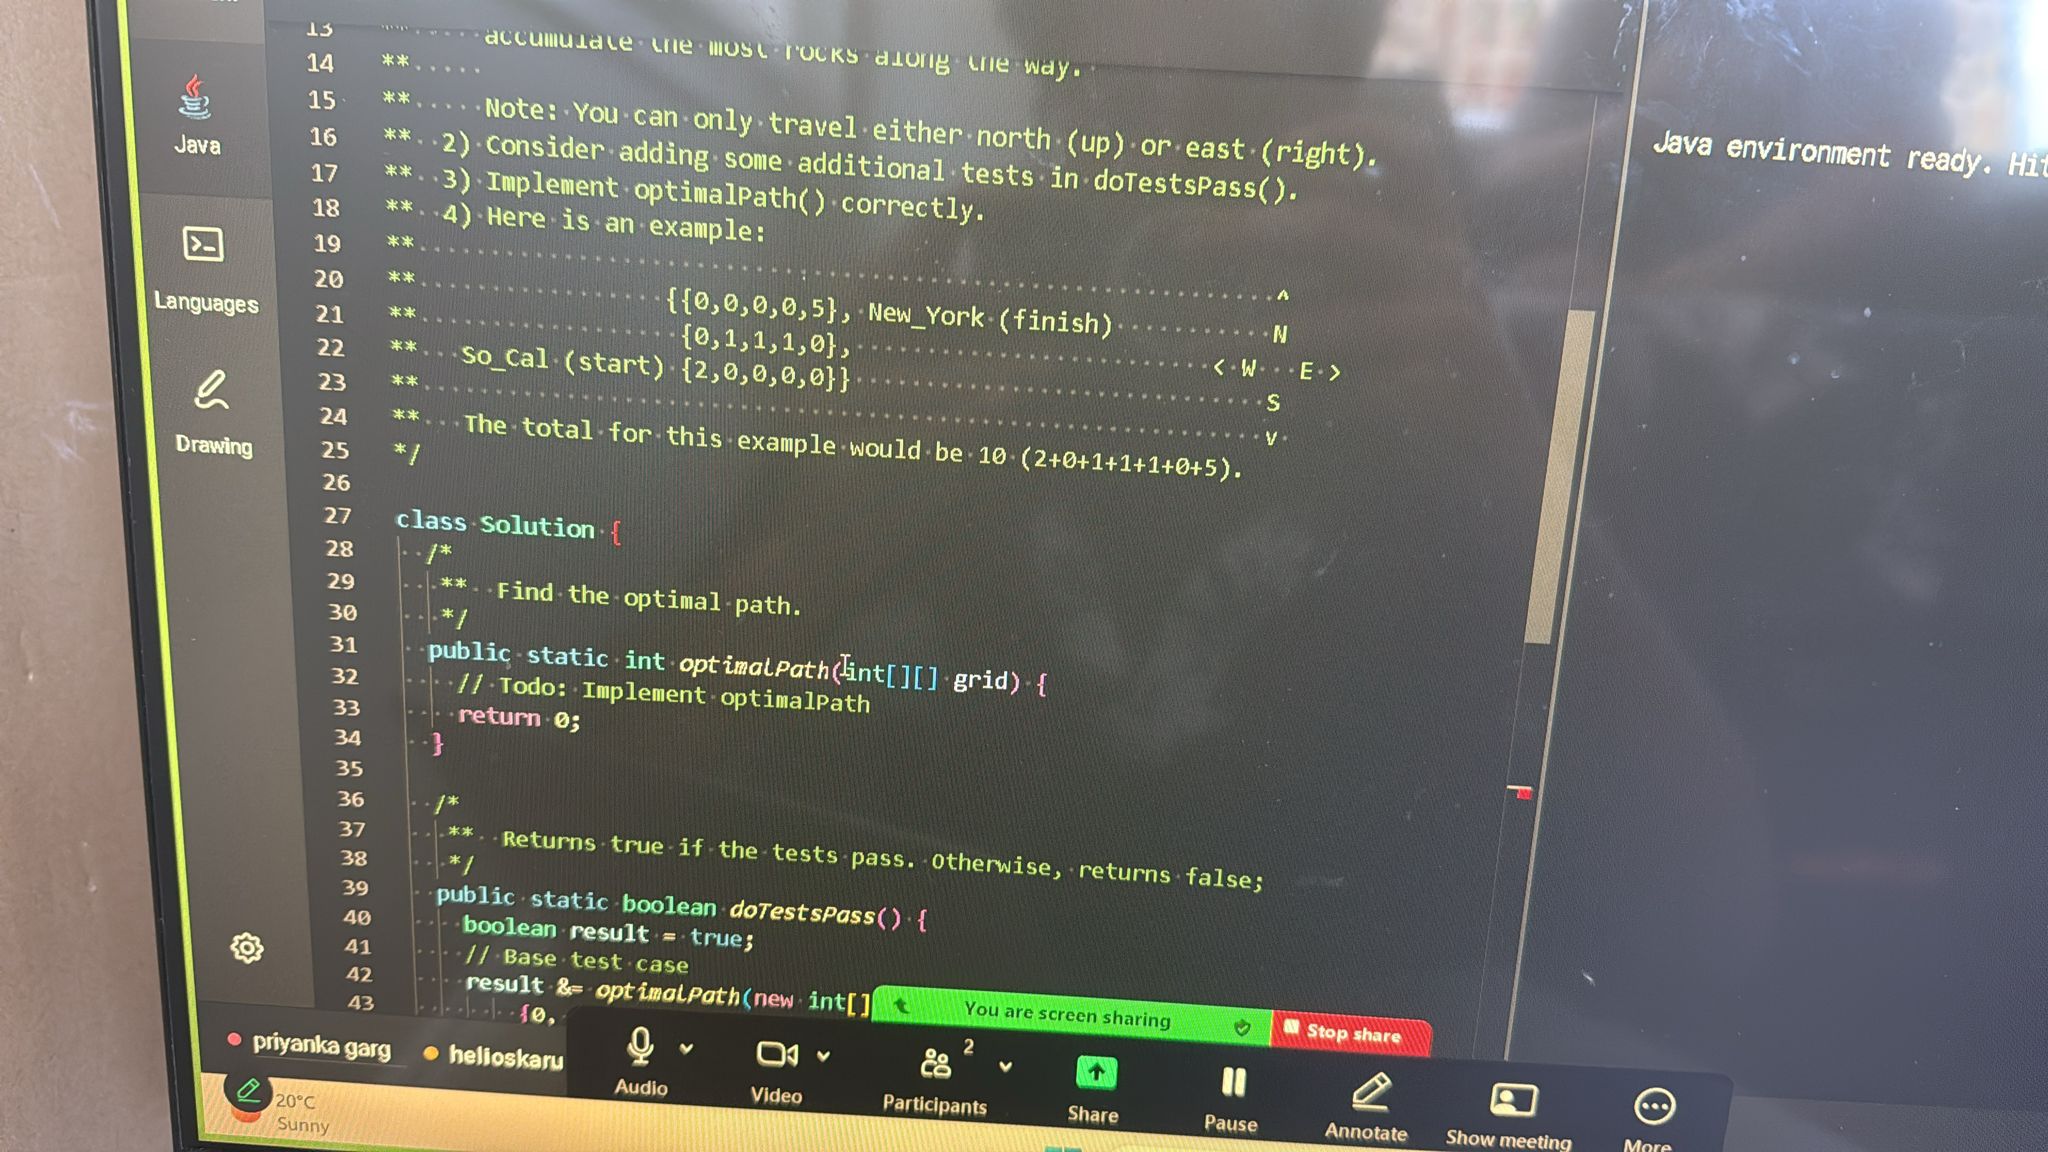 13 ** accumulate the most rocks along the way.
14 **
15 ** Note: You can only travel either north (up) or east (right).
16 ** 2) Consider adding some additional tests in doTestsPass().
17 ** 3) Implement optimalPath() correctly.
18 ** 4) Here is an example:
19 **
20 ** ^
21 ** {{0,0,0,0,5}, New_York (finish) N
22 ** {0,1,1,1,0}, < W E >
23 ** So_Cal (start) {2,0,0,0,0}} S
24 ** v
25 ** The total for this example would be 10 (2+0+1+1+1+0+5).
*/
26
27 class Solution {
28 /*
29 ** Find the optimal path.
30 */
31 public static int optimalPath(int[][] grid) {
32 // Todo: Implement optimalPath
33 return 0;
34 }
35
36 /*
37 ** Returns true if the tests pass. Otherwise, returns false;
38 */
39 public static boolean doTestsPass() {
40 boolean result = true;
41 // Base test case
42 result &= optimalPath(new int[]
43 {0,
Java
Languages
Drawing
Java environment ready. Hit
You are screen sharing
Stop share
priyanka garg
helioskaru
2
Audio
Video
Participants
Share
Pause
Annotate
Show meeting
More
20°C
Sunny